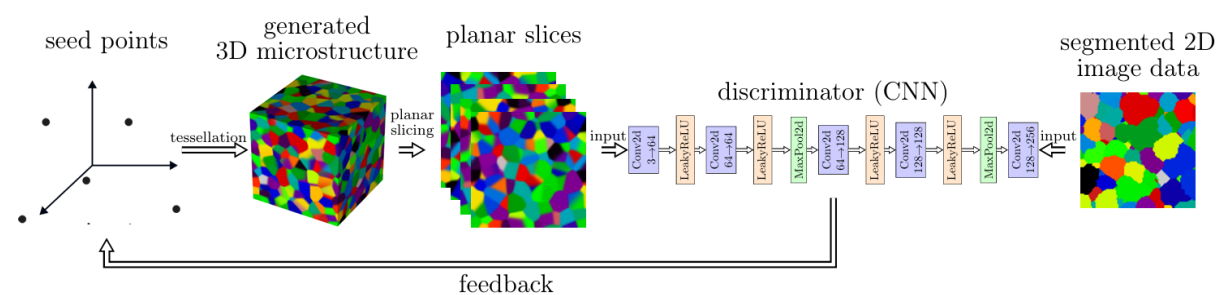 seed points
generated
3D microstructure
planar slices
segmented 2D
image data
discriminator (CNN)
tessellation
planar
slicing
input
Conv2d
3→64
LeakyReLU
Conv2d
64→64
LeakyReLU
MaxPool2d
Conv2d
64→128
LeakyReLU
Conv2d
128→128
LeakyReLU
MaxPool2d
Conv2d
128→256
input
feedback